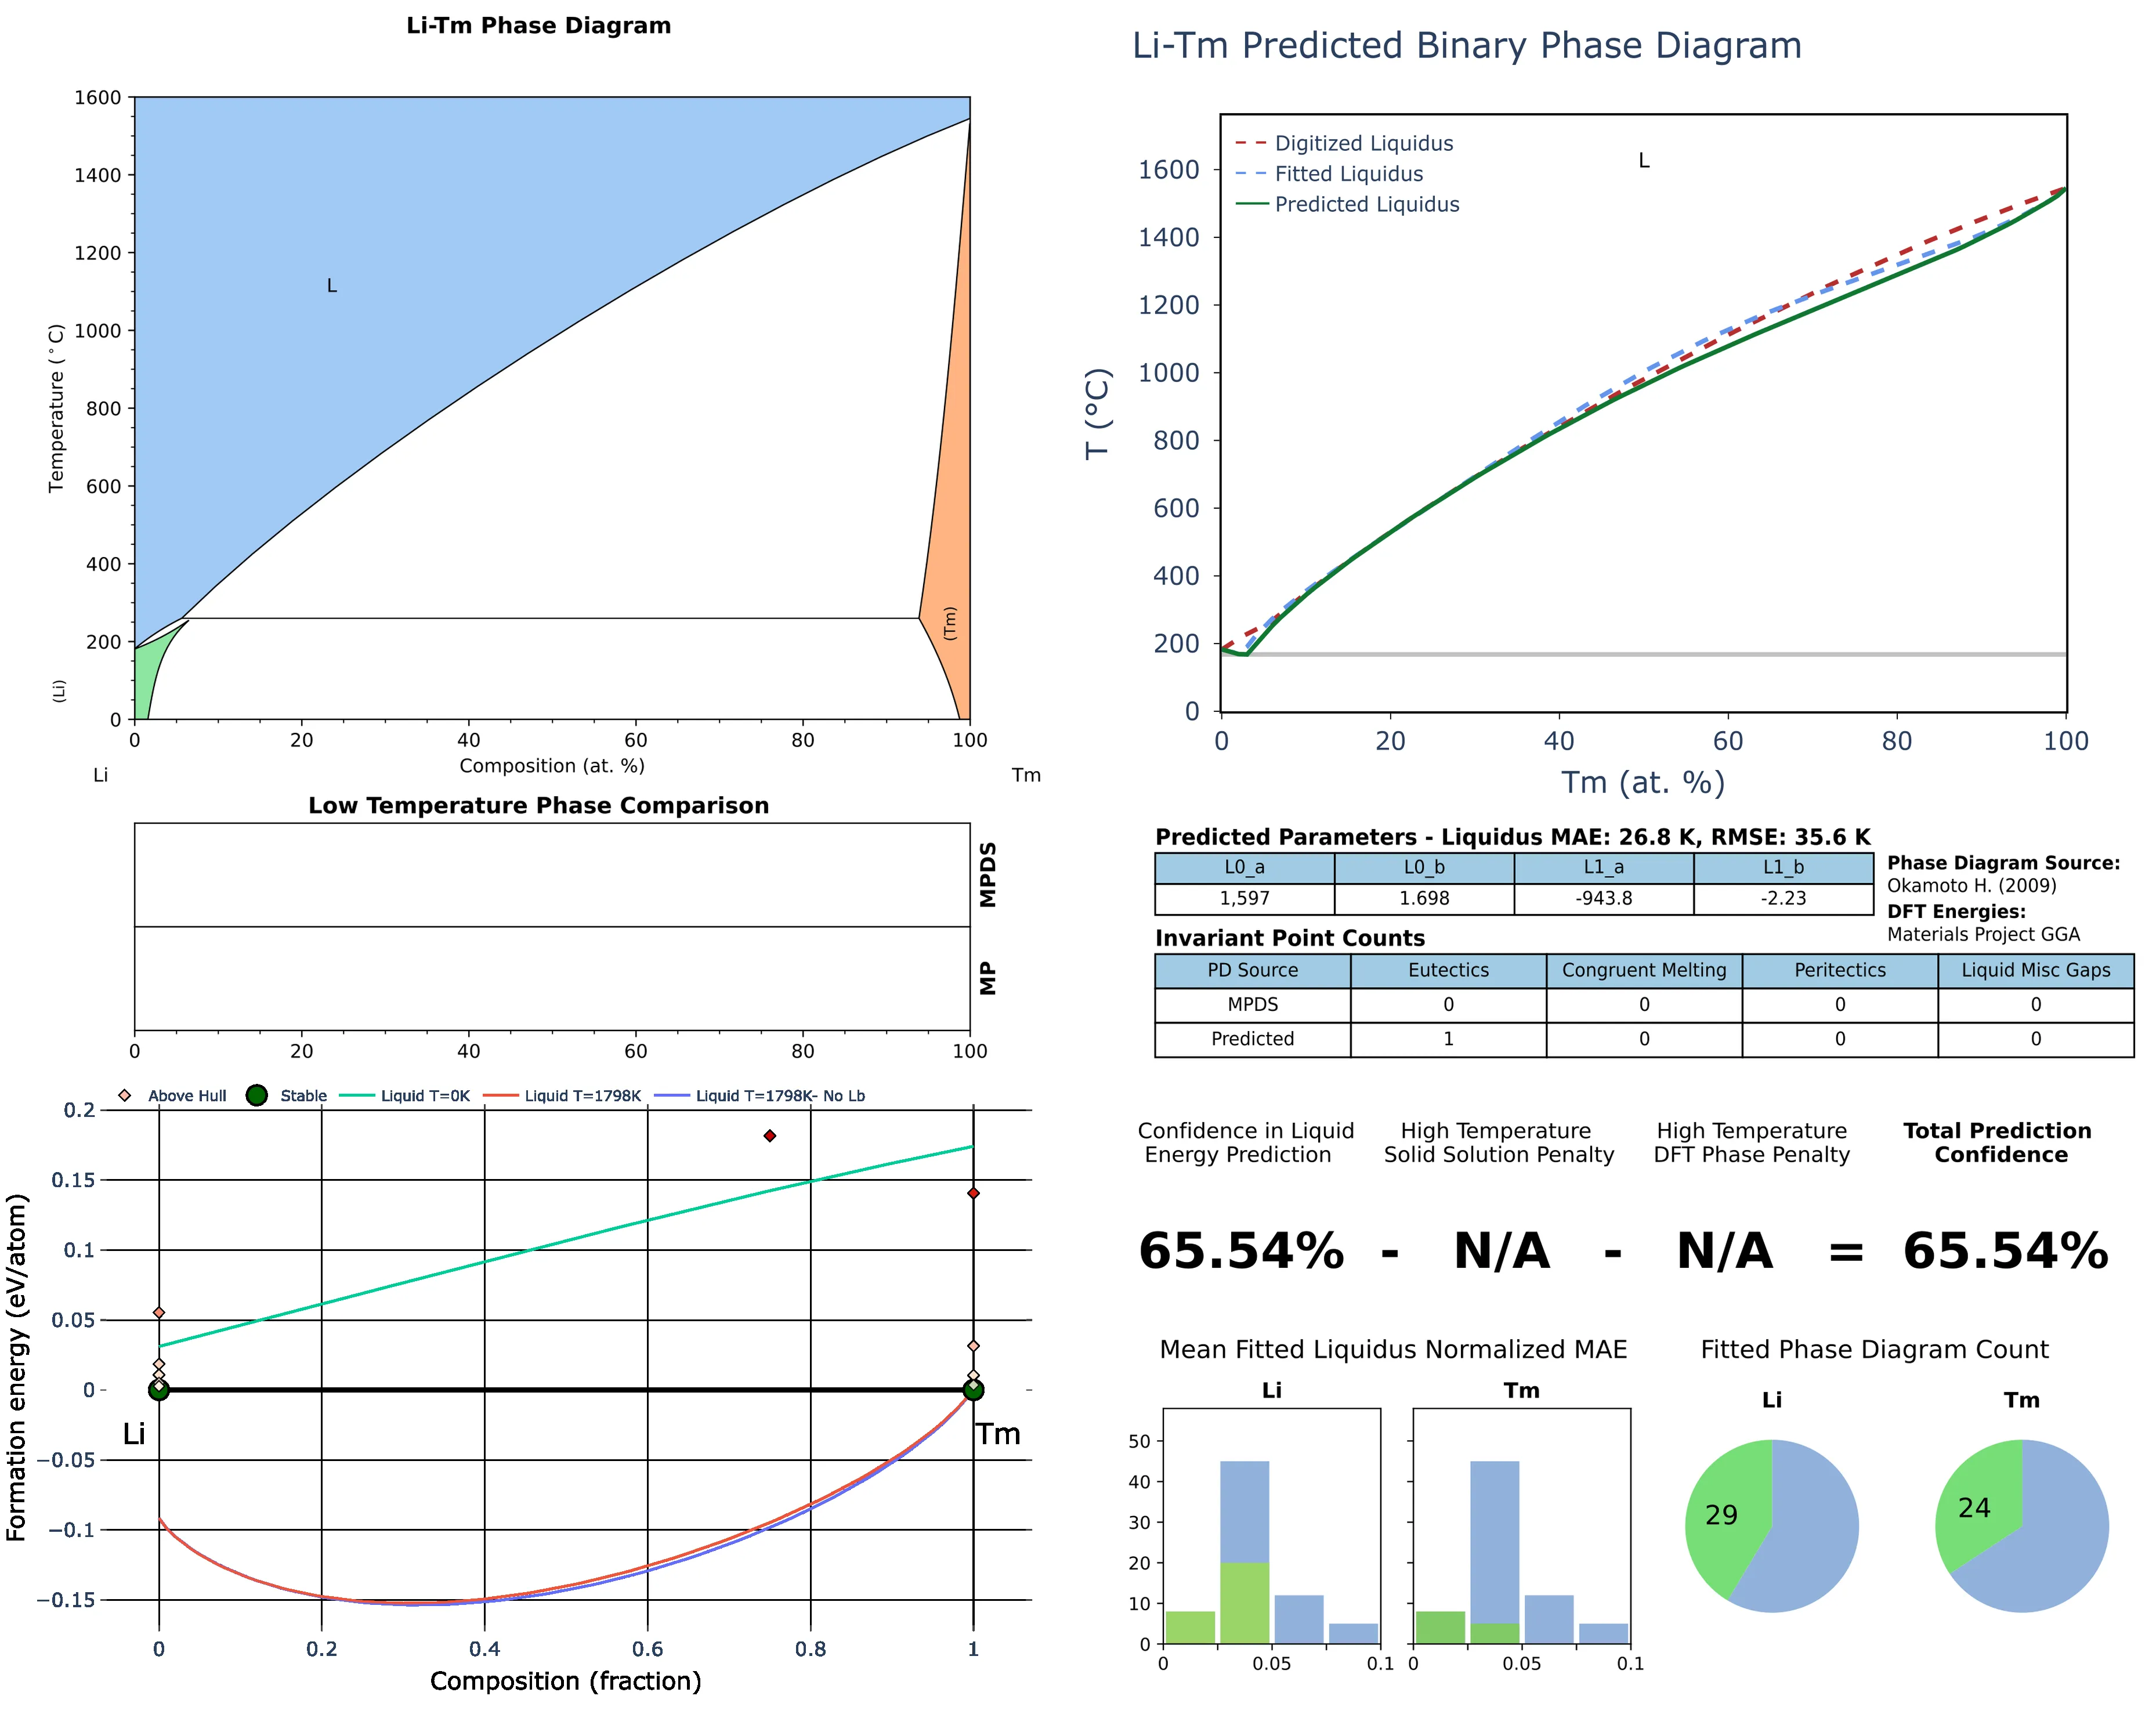 Li-Tm Phase Diagram
1600
1400
1200
1000
800
600
400
200
0
Temperature (°C)
L
(Li)
(Tm)
0 20 40 60 80 100
Composition (at. %)
Li Tm
Low Temperature Phase Comparison
MPDS
MP
0 20 40 60 80 100
Above Hull Stable Liquid T=0K Liquid T=1798K Liquid T=1798K- No Lb
0.2
0.15
0.1
0.05
0
−0.05
−0.1
−0.15
Formation energy (eV/atom)
Li Tm
0 0.2 0.4 0.6 0.8 1
Composition (fraction)
Li-Tm Predicted Binary Phase Diagram
Digitized Liquidus
Fitted Liquidus
Predicted Liquidus
L
1600
1400
1200
1000
800
600
400
200
0
T (°C)
0 20 40 60 80 100
Tm (at. %)
Predicted Parameters - Liquidus MAE: 26.8 K, RMSE: 35.6 K
L0_a L0_b L1_a L1_b
1,597 1.698 -943.8 -2.23
Phase Diagram Source:
Okamoto H. (2009)
DFT Energies:
Materials Project GGA
Invariant Point Counts
PD Source Eutectics Congruent Melting Peritectics Liquid Misc Gaps
MPDS 0 0 0 0
Predicted 1 0 0 0
Confidence in Liquid
Energy Prediction
High Temperature
Solid Solution Penalty
High Temperature
DFT Phase Penalty
Total Prediction
Confidence
65.54% - N/A - N/A = 65.54%
Mean Fitted Liquidus Normalized MAE
Li Tm
50
40
30
20
10
0
0 0.05 0.1 0 0.05 0.1
Fitted Phase Diagram Count
Li Tm
29 24